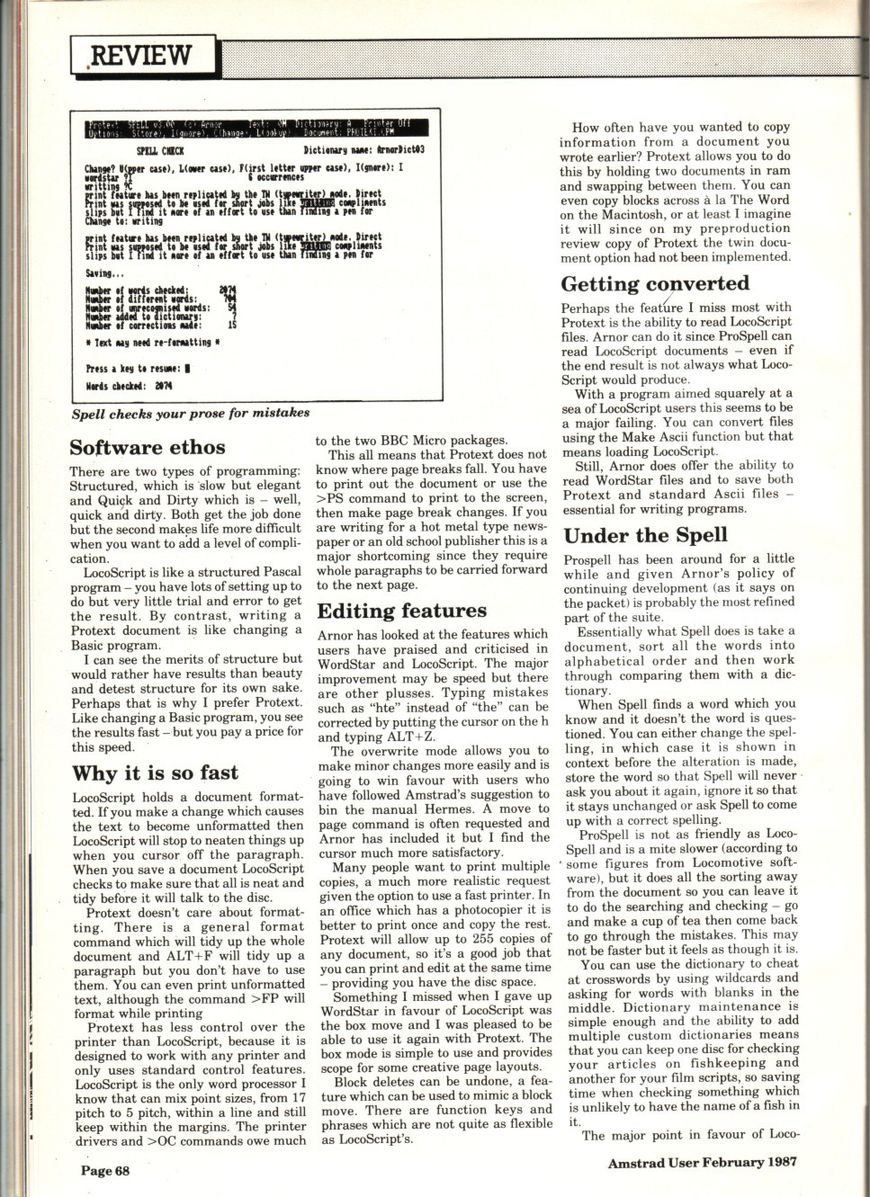 REVIEW
Protext SPELL v3.00 (c) Arnor Text: 0M Dictionary: A Printer Off
Options: S(tore), I(gnore), C(hange), L(ookup) Document: PROTEXT.CPM
SPELL CHECK Dictionary name: ArnorDict03
Change? U(pper case), L(ower case), F(irst letter upper case), I(gnore): I
wordstar ?I 6 occurrences
writting ?C
print feature has been replicated by the TW (typewriter) mode. Direct
Print was supposed to be used for short jobs like compliments
slips but I find it more of an effort to use than finding a pen for
Change to: writing
print feature has been replicated by the TW (typewriter) mode. Direct
Print was supposed to be used for short jobs like compliments
slips but I find it more of an effort to use than finding a pen for
Saving...
Number of words checked: 2074
Number of different words: 704
Number of unrecognised words: 54
Number added to dictionary: 7
Number of corrections made: 15
* Text may need re-formatting *
Press a key to resume:
Words checked: 2074
Spell checks your prose for mistakes
Software ethos
There are two types of programming:
Structured, which is slow but elegant
and Quick and Dirty which is – well,
quick and dirty. Both get the job done
but the second makes life more difficult
when you want to add a level of compli-
cation.
LocoScript is like a structured Pascal
program – you have lots of setting up to
do but very little trial and error to get
the result. By contrast, writing a
Protext document is like changing a
Basic program.
I can see the merits of structure but
would rather have results than beauty
and detest structure for its own sake.
Perhaps that is why I prefer Protext.
Like changing a Basic program, you see
the results fast – but you pay a price for
this speed.
Why it is so fast
LocoScript holds a document format-
ted. If you make a change which causes
the text to become unformatted then
LocoScript will stop to neaten things up
when you cursor off the paragraph.
When you save a document LocoScript
checks to make sure that all is neat and
tidy before it will talk to the disc.
Protext doesn't care about format-
ting. There is a general format
command which will tidy up the whole
document and ALT+F will tidy up a
paragraph but you don't have to use
them. You can even print unformatted
text, although the command >FP will
format while printing
Protext has less control over the
printer than LocoScript, because it is
designed to work with any printer and
only uses standard control features.
LocoScript is the only word processor I
know that can mix point sizes, from 17
pitch to 5 pitch, within a line and still
keep within the margins. The printer
drivers and >OC commands owe much
to the two BBC Micro packages.
This all means that Protext does not
know where page breaks fall. You have
to print out the document or use the
>PS command to print to the screen,
then make page break changes. If you
are writing for a hot metal type news-
paper or an old school publisher this is a
major shortcoming since they require
whole paragraphs to be carried forward
to the next page.
Editing features
Arnor has looked at the features which
users have praised and criticised in
WordStar and LocoScript. The major
improvement may be speed but there
are other plusses. Typing mistakes
such as "hte" instead of "the" can be
corrected by putting the cursor on the h
and typing ALT+Z.
The overwrite mode allows you to
make minor changes more easily and is
going to win favour with users who
have followed Amstrad's suggestion to
bin the manual Hermes. A move to
page command is often requested and
Arnor has included it but I find the
cursor much more satisfactory.
Many people want to print multiple
copies, a much more realistic request
given the option to use a fast printer. In
an office which has a photocopier it is
better to print once and copy the rest.
Protext will allow up to 255 copies of
any document, so it's a good job that
you can print and edit at the same time
– providing you have the disc space.
Something I missed when I gave up
WordStar in favour of LocoScript was
the box move and I was pleased to be
able to use it again with Protext. The
box mode is simple to use and provides
scope for some creative page layouts.
Block deletes can be undone, a fea-
ture which can be used to mimic a block
move. There are function keys and
phrases which are not quite as flexible
as LocoScript's.
How often have you wanted to copy
information from a document you
wrote earlier? Protext allows you to do
this by holding two documents in ram
and swapping between them. You can
even copy blocks across à la The Word
on the Macintosh, or at least I imagine
it will since on my preproduction
review copy of Protext the twin docu-
ment option had not been implemented.
Getting converted
Perhaps the feature I miss most with
Protext is the ability to read LocoScript
files. Arnor can do it since ProSpell can
read LocoScript documents – even if
the end result is not always what Loco-
Script would produce.
With a program aimed squarely at a
sea of LocoScript users this seems to be
a major failing. You can convert files
using the Make Ascii function but that
means loading LocoScript.
Still, Arnor does offer the ability to
read WordStar files and to save both
Protext and standard Ascii files –
essential for writing programs.
Under the Spell
Prospell has been around for a little
while and given Arnor's policy of
continuing development (as it says on
the packet) is probably the most refined
part of the suite.
Essentially what Spell does is take a
document, sort all the words into
alphabetical order and then work
through comparing them with a dic-
tionary.
When Spell finds a word which you
know and it doesn't the word is ques-
tioned. You can either change the spel-
ling, in which case it is shown in
context before the alteration is made,
store the word so that Spell will never
ask you about it again, ignore it so that
it stays unchanged or ask Spell to come
up with a correct spelling.
ProSpell is not as friendly as Loco-
Spell and is a mite slower (according to
some figures from Locomotive soft-
ware), but it does all the sorting away
from the document so you can leave it
to do the searching and checking – go
and make a cup of tea then come back
to go through the mistakes. This may
not be faster but it feels as though it is.
You can use the dictionary to cheat
at crosswords by using wildcards and
asking for words with blanks in the
middle. Dictionary maintenance is
simple enough and the ability to add
multiple custom dictionaries means
that you can keep one disc for checking
your articles on fishkeeping and
another for your film scripts, so saving
time when checking something which
is unlikely to have the name of a fish in
it.
The major point in favour of Loco-
Page 68
Amstrad User February 1987